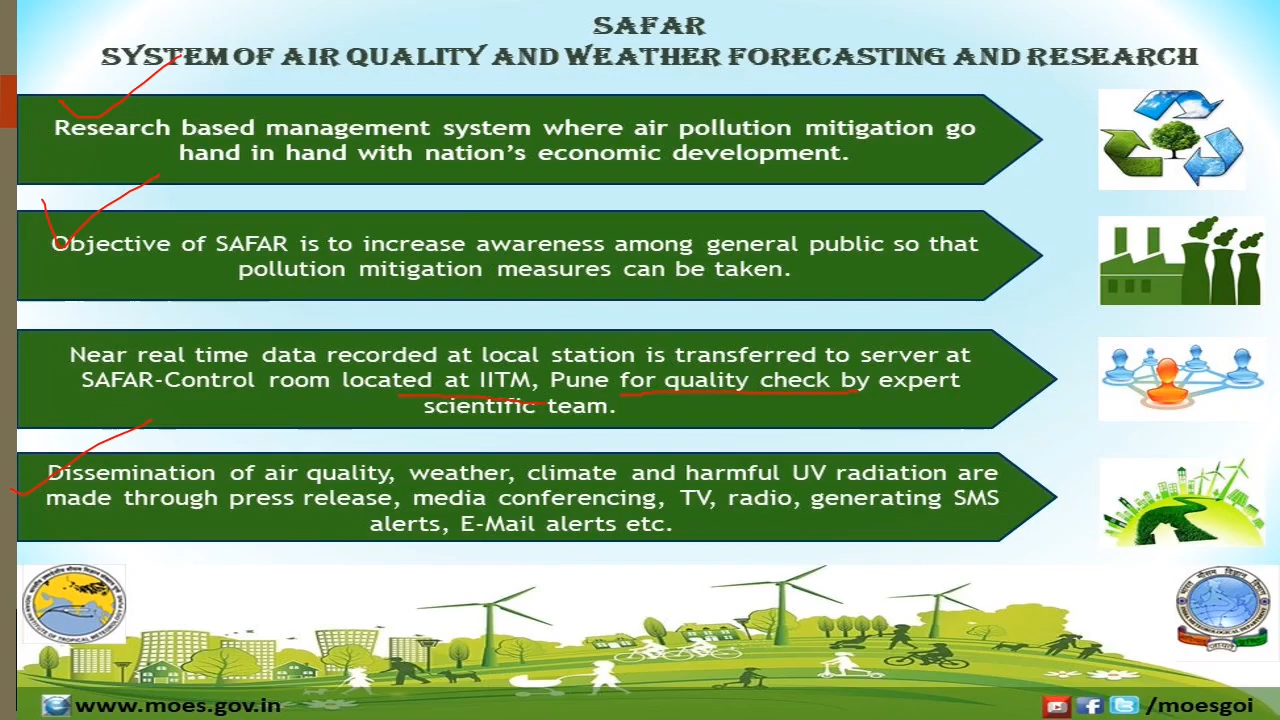 SAFAR
SYSTEM OF AIR QUALITY AND WEATHER FORECASTING AND RESEARCH
Research based management system where air pollution mitigation go
hand in hand with nation's economic development.
Objective of SAFAR is to increase awareness among general public so that
pollution mitigation measures can be taken.
Near real time data recorded at local station is transferred to server at
SAFAR-Control room located at IITM, Pune for quality check by expert
scientific team.
Dissemination of air quality, weather, climate and harmful UV radiation are
made through press release, media conferencing, TV, radio, generating SMS
alerts, E-Mail alerts etc.
www.moes.gov.in
/moesgoi